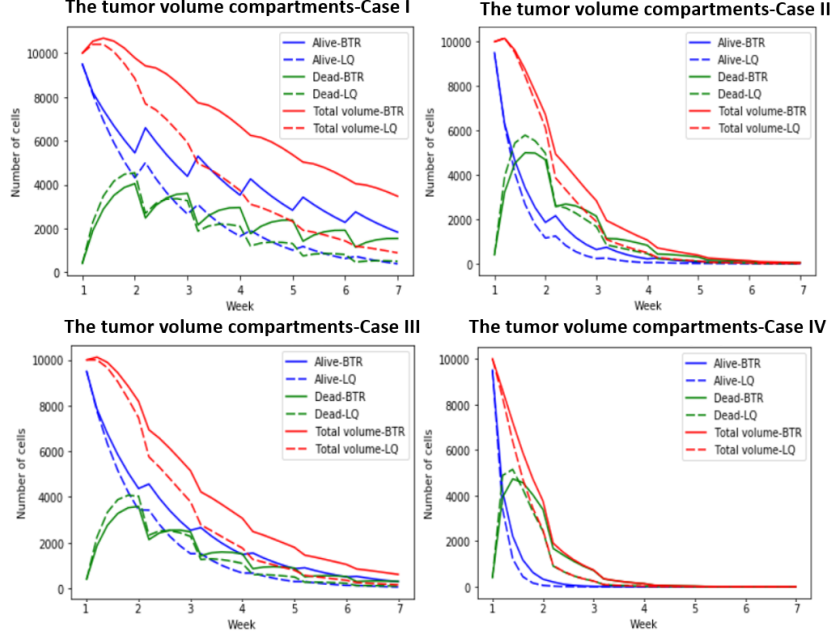 The tumor volume compartments-Case I
Number of cells
10000
8000
6000
4000
2000
0
Alive-BTR
Alive-LQ
Dead-BTR
Dead-LQ
Total volume-BTR
Total volume-LQ
1 2 3 4 5 6 7
Week
The tumor volume compartments-Case II
Number of cells
10000
8000
6000
4000
2000
0
Alive-BTR
Alive-LQ
Dead-BTR
Dead-LQ
Total volume-BTR
Total volume-LQ
1 2 3 4 5 6 7
Week
The tumor volume compartments-Case III
Number of cells
10000
8000
6000
4000
2000
0
Alive-BTR
Alive-LQ
Dead-BTR
Dead-LQ
Total volume-BTR
Total volume-LQ
1 2 3 4 5 6 7
Week
The tumor volume compartments-Case IV
Number of cells
10000
8000
6000
4000
2000
0
Alive-BTR
Alive-LQ
Dead-BTR
Dead-LQ
Total volume-BTR
Total volume-LQ
1 2 3 4 5 6 7
Week